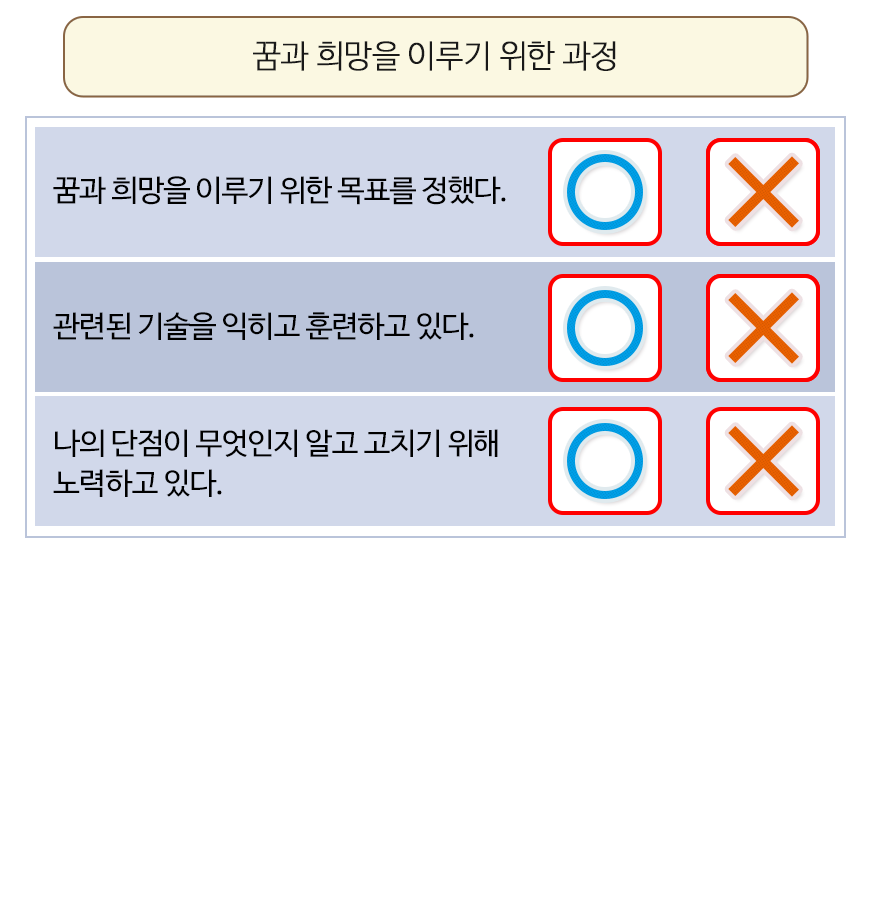 꿈과 희망을 이루기 위한 과정
꿈과 희망을 이루기 위한 목표를 정했다.
관련된 기술을 익히고 훈련하고 있다.
나의 단점이 무엇인지 알고 고치기 위해
노력하고 있다.